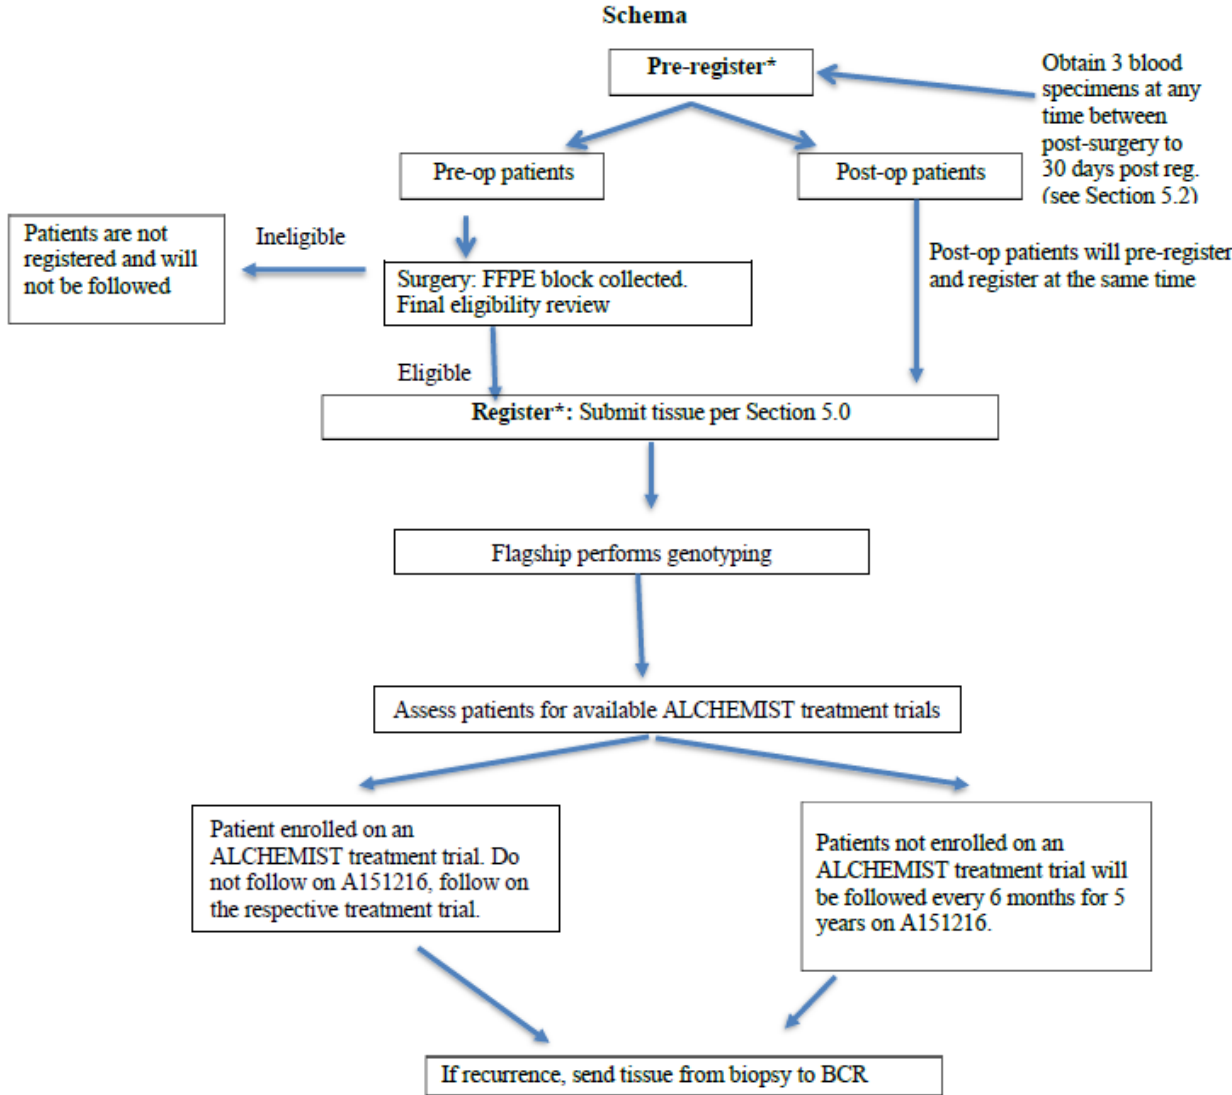 Schema
Pre-register*
Obtain 3 blood
specimens at any
time between
post-surgery to
30 days post reg.
(see Section 5.2)
Pre-op patients
Post-op patients
Patients are not
registered and will
not be followed
Ineligible
Post-op patients will pre-register
and register at the same time
Surgery: FFPE block collected.
Final eligibility review
Eligible
Register*: Submit tissue per Section 5.0
Flagship performs genotyping
Assess patients for available ALCHEMIST treatment trials
Patient enrolled on an
ALCHEMIST treatment trial. Do
not follow on A151216, follow on
the respective treatment trial.
Patients not enrolled on an
ALCHEMIST treatment trial will
be followed every 6 months for 5
years on A151216.
If recurrence, send tissue from biopsy to BCR